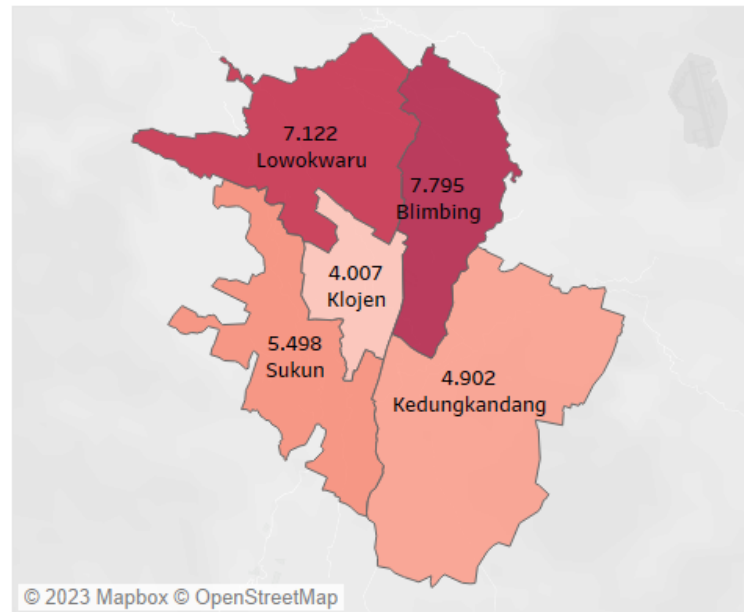 7.122
Lowokwaru
7.795
Blimbing
4.007
Klojen
5.498
Sukun
4.902
Kedungkandang
© 2023 Mapbox © OpenStreetMap